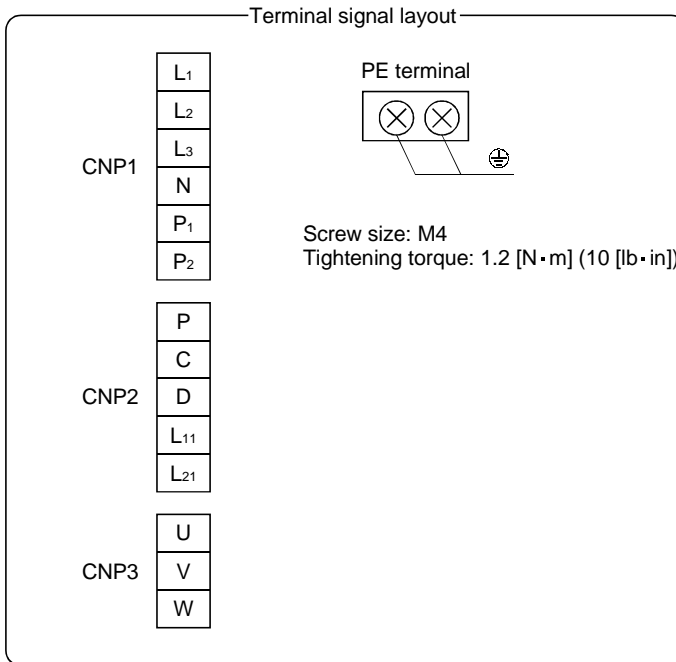 Terminal signal layout
CNP1
L1
L2
L3
N
P1
P2
PE terminal
Screw size: M4
Tightening torque: 1.2 [N▪m] (10 [lb▪in])
CNP2
P
C
D
L11
L21
CNP3
U
V
W